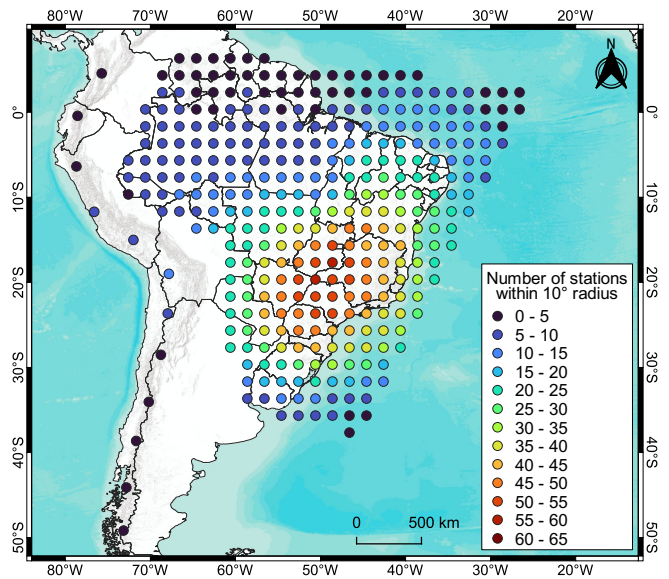 80°W 70°W 60°W 50°W 40°W 30°W 20°W
N
0° 0°
10°S 10°S
20°S 20°S
30°S 30°S
40°S 40°S
50°S 50°S
Number of stations
within 10° radius
0 - 5
5 - 10
10 - 15
15 - 20
20 - 25
25 - 30
30 - 35
35 - 40
40 - 45
45 - 50
50 - 55
55 - 60
60 - 65
0 500 km
80°W 70°W 60°W 50°W 40°W 30°W 20°W